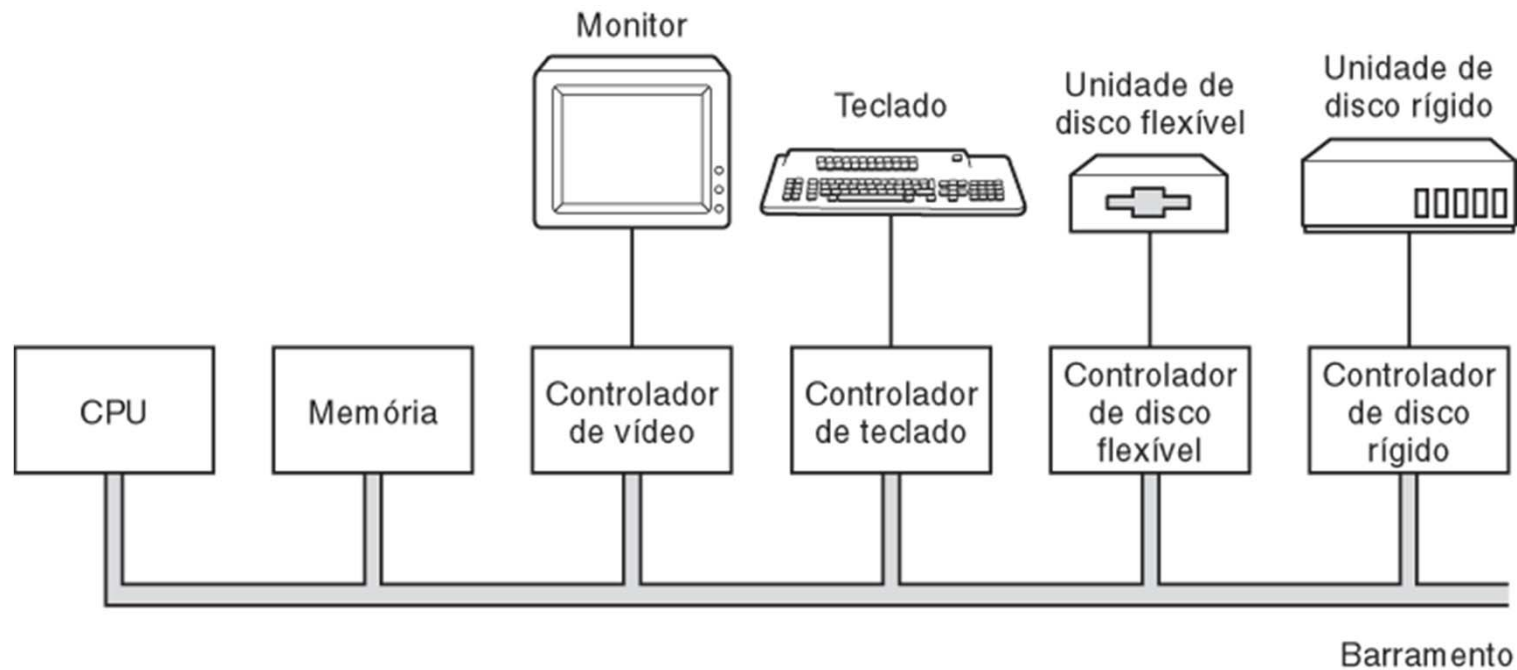 Monitor
Teclado
Unidade de
disco flexível
Unidade de
disco rígido
CPU
Memória
Controlador
de vídeo
Controlador
de teclado
Controlador
de disco
flexível
Controlador
de disco
rígido
Barramento